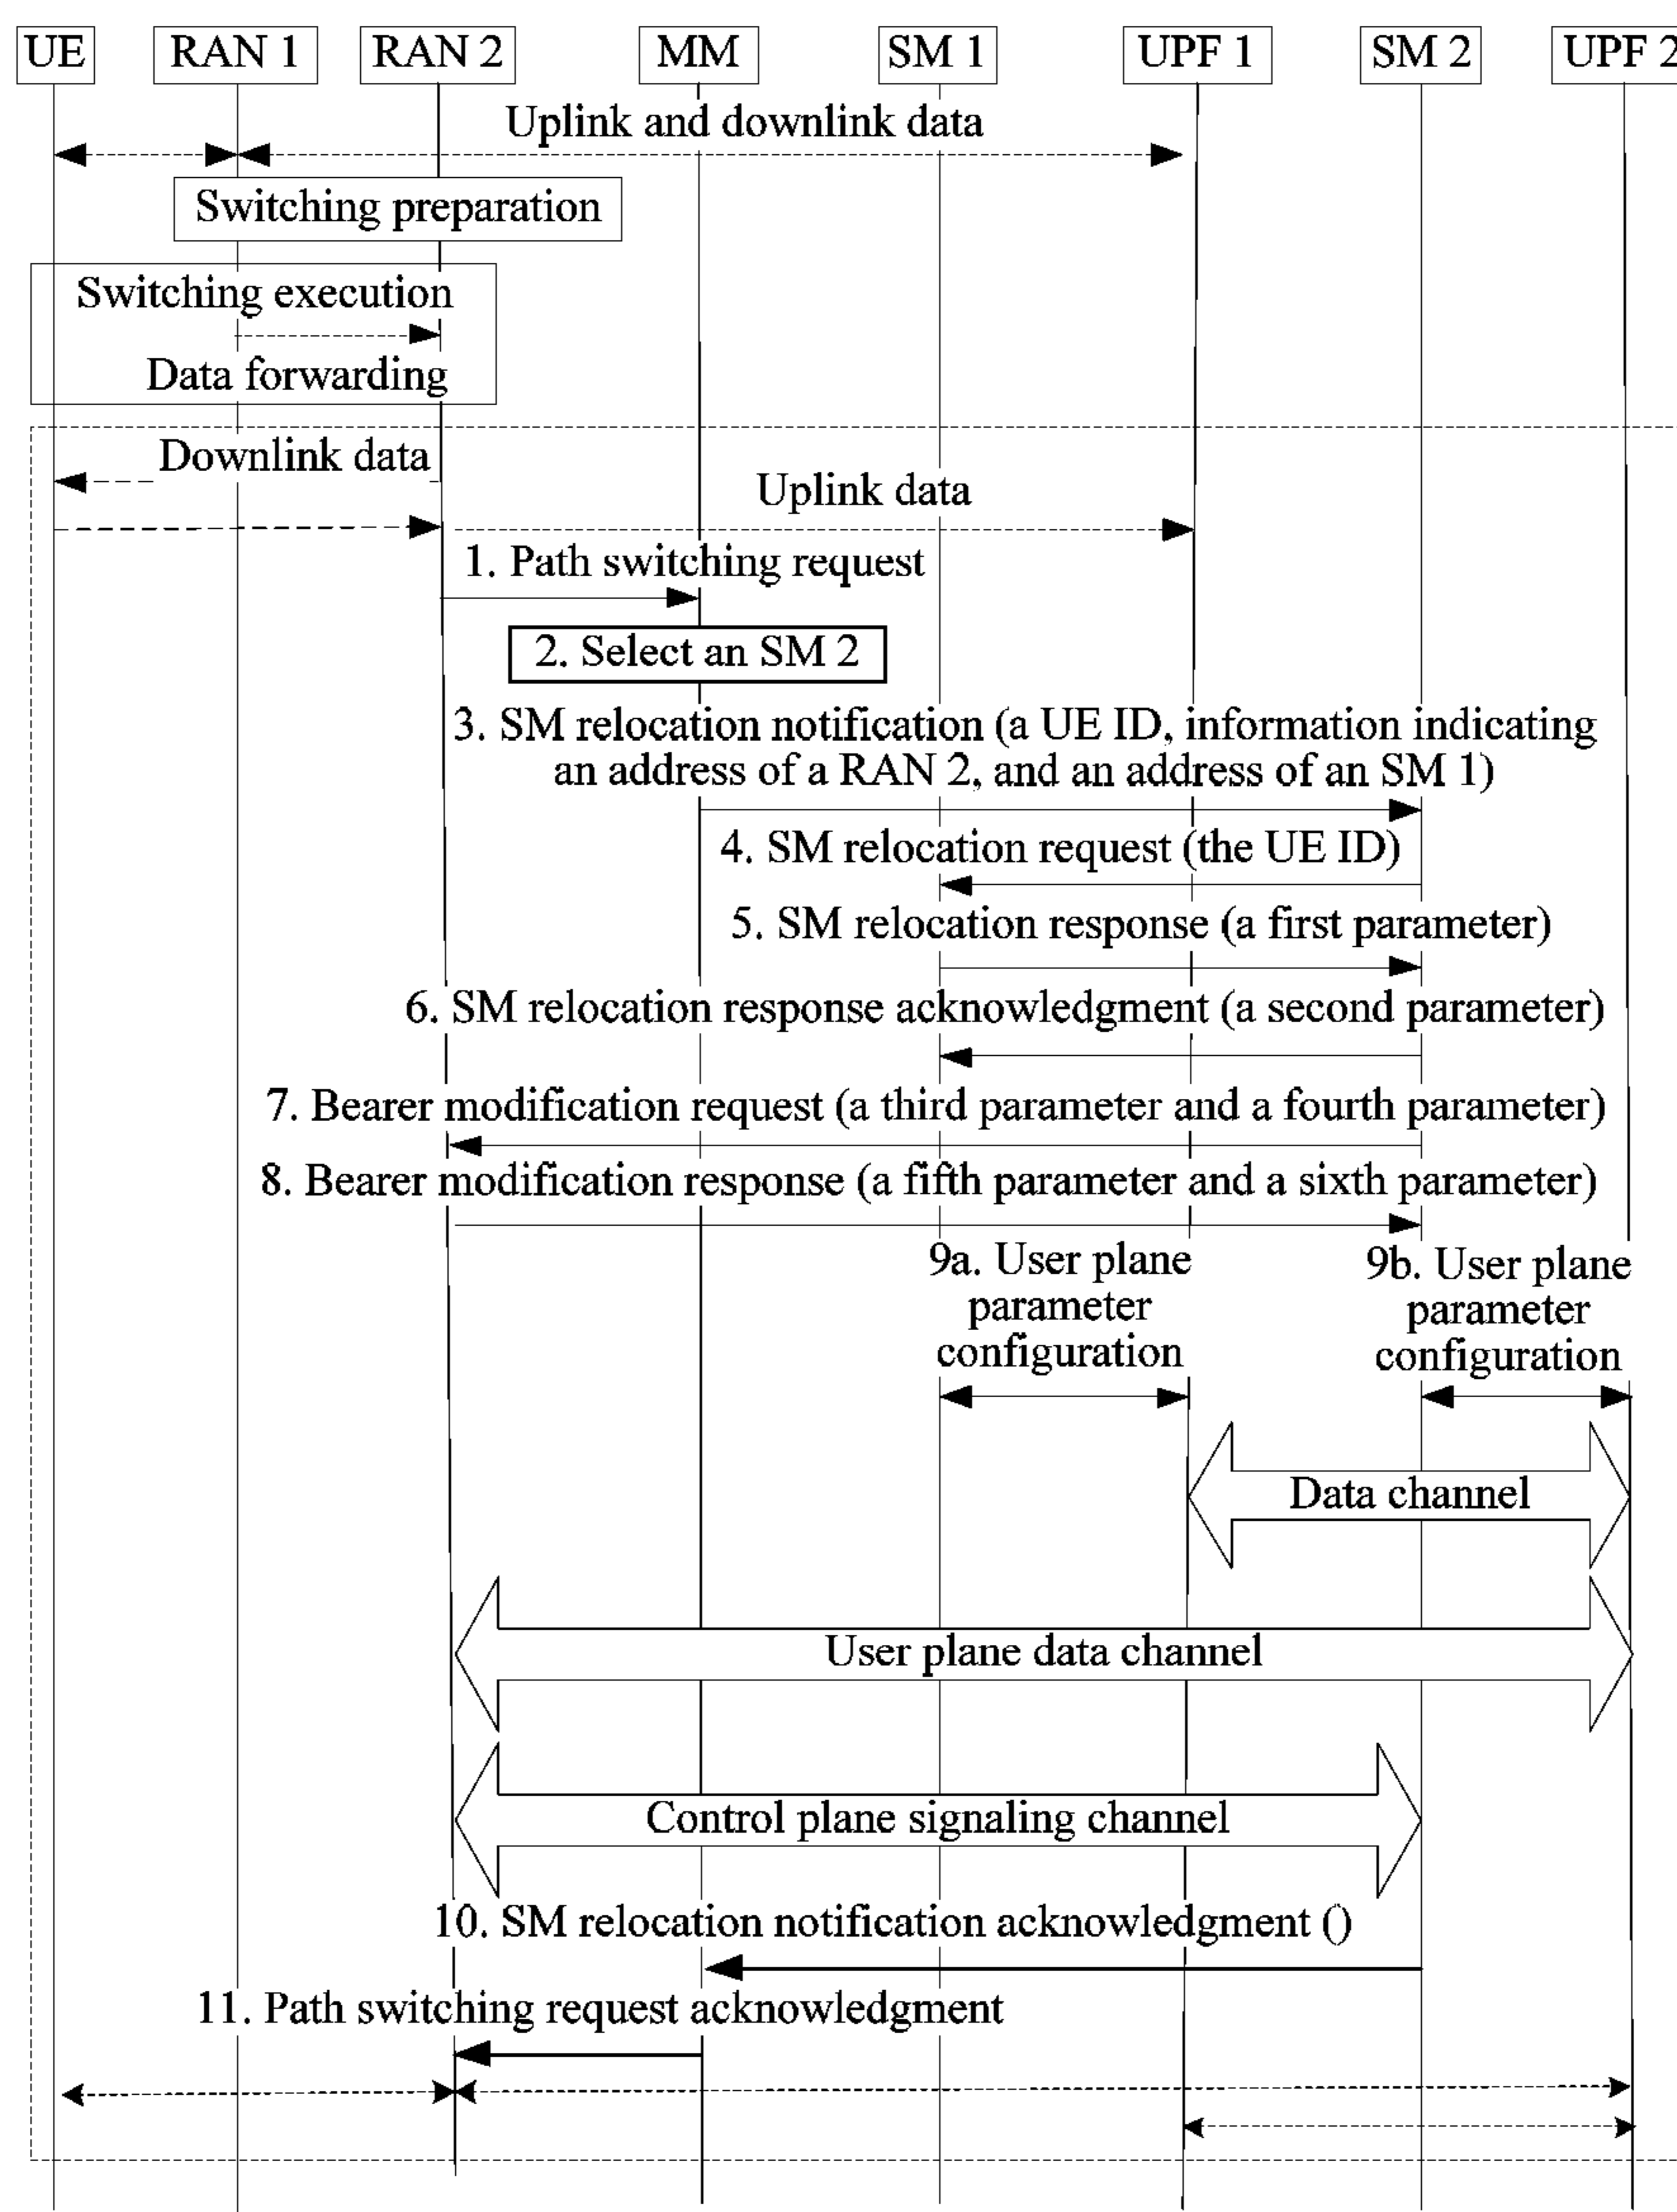 UE RAN 1 RAN 2 MM SM 1 UPF 1 SM 2 UPF 2
Uplink and downlink data
Switching preparation
Switching execution
Data forwarding
Downlink data
Uplink data
1. Path switching request
2. Select an SM 2
3. SM relocation notification (a UE ID, information indicating
an address of a RAN 2, and an address of an SM 1)
4. SM relocation request (the UE ID)
5. SM relocation response (a first parameter)
6. SM relocation response acknowledgment (a second parameter)
7. Bearer modification request (a third parameter and a fourth parameter)
8. Bearer modification response (a fifth parameter and a sixth parameter)
9a. User plane
parameter
configuration
9b. User plane
parameter
configuration
Data channel
User plane data channel
Control plane signaling channel
10. SM relocation notification acknowledgment ()
11. Path switching request acknowledgment